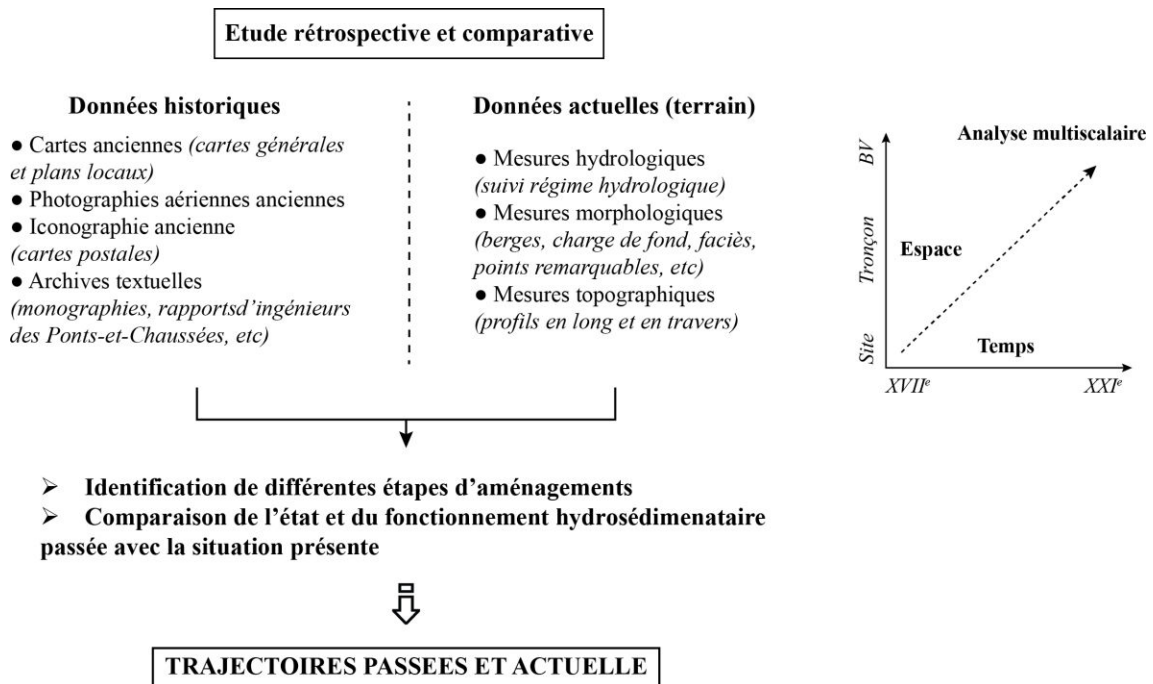 Etude rétrospective et comparative
Données historiques
● Cartes anciennes (cartes générales
et plans locaux)
● Photographies aériennes anciennes
● Iconographie ancienne
(cartes postales)
● Archives textuelles
(monographies, rapportsd’ingénieurs
des Ponts-et-Chaussées, etc)
Données actuelles (terrain)
● Mesures hydrologiques
(suivi régime hydrologique)
● Mesures morphologiques
(berges, charge de fond, faciès,
points remarquables, etc)
● Mesures topographiques
(profils en long et en travers)
Analyse multiscalaire
BV
Tronçon
Site
Espace
Temps
XVIIe
XXIe
➢ Identification de différentes étapes d’aménagements
➢ Comparaison de l’état et du fonctionnement hydrosédimenataire
passée avec la situation présente
TRAJECTOIRES PASSEES ET ACTUELLE